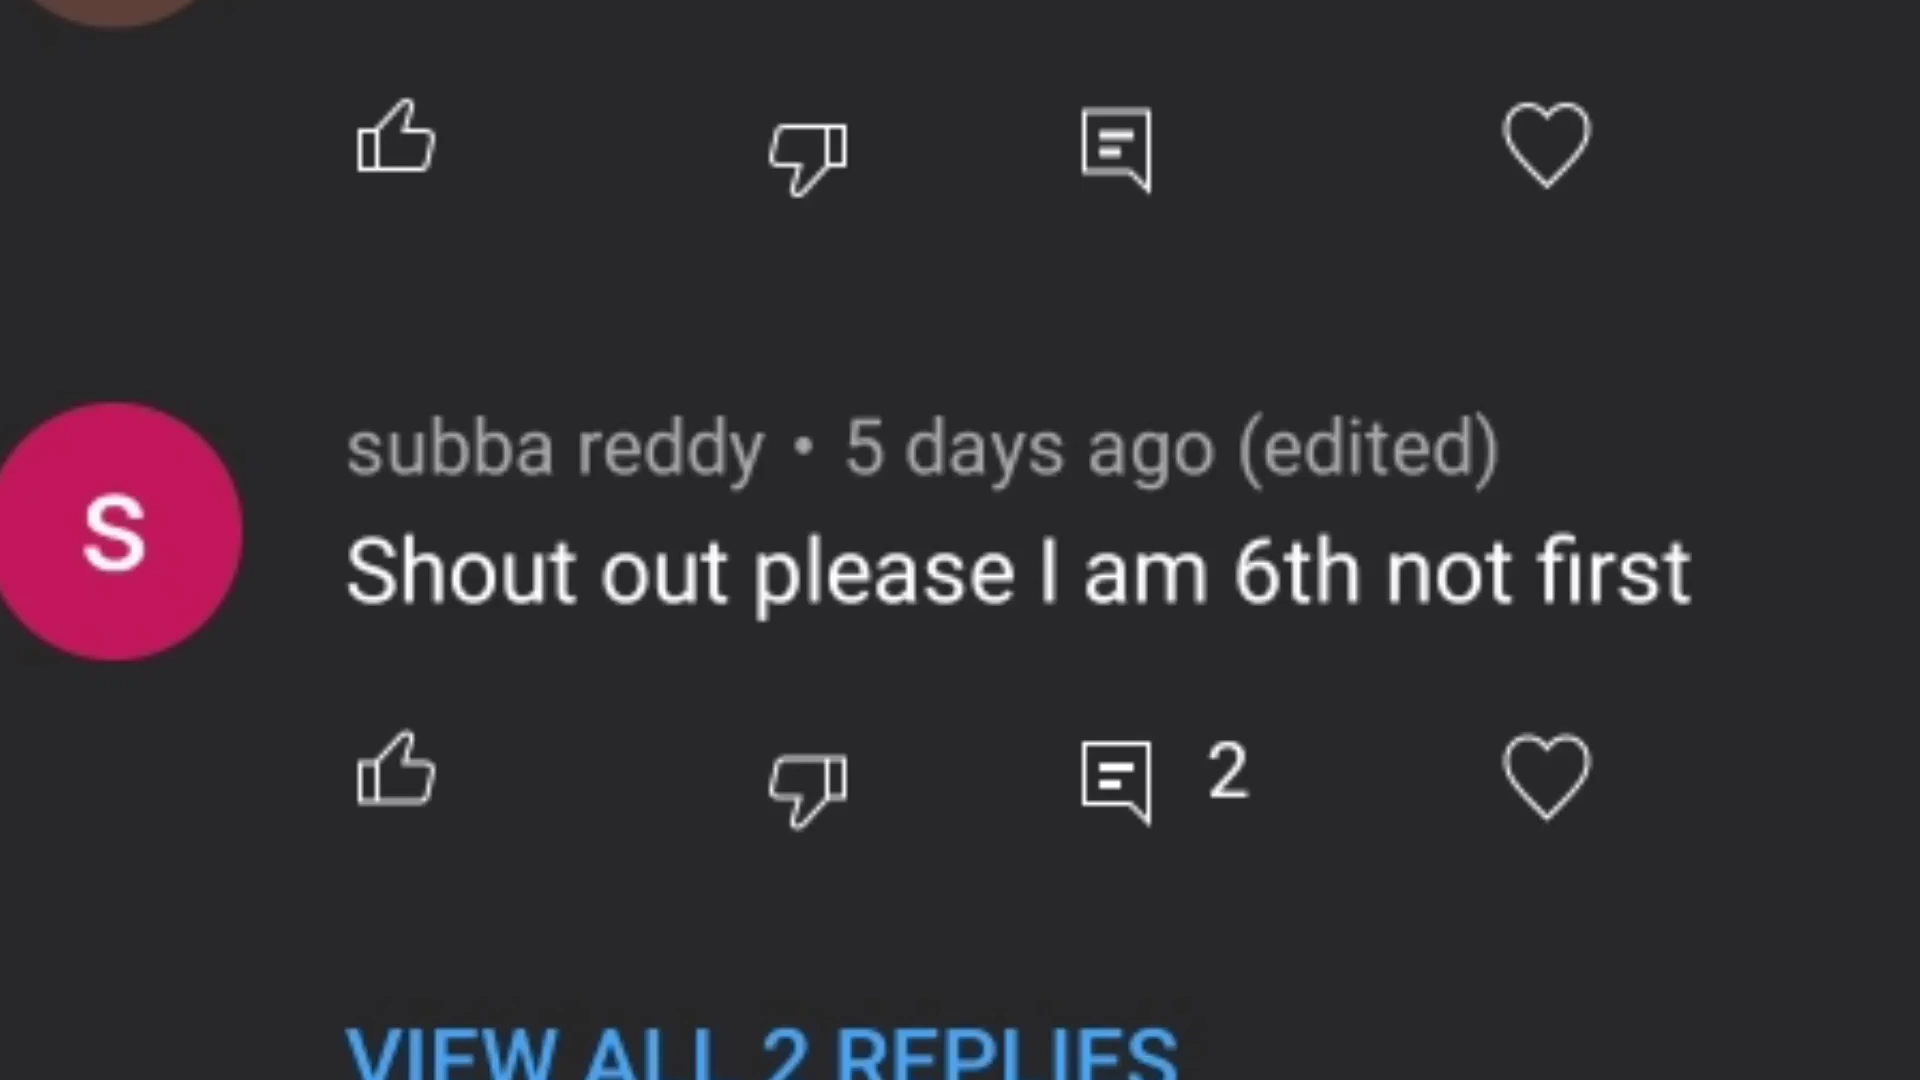 subba reddy • 5 days ago (edited)
S
Shout out please I am 6th not first
2
VIEW ALL 2 REPLIES